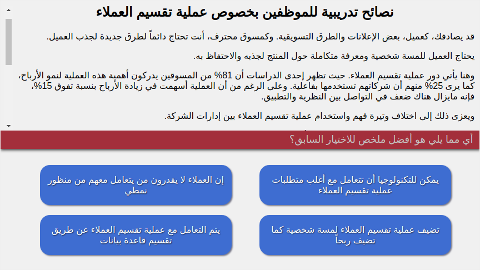 نصائح تدريبية للموظفين بخصوص عملية تقسيم العملاء
قد يصادفك، كعميل، بعض الإعلانات والطرق التسويقية. وكمسوق محترف، أنت تحتاج دائماً لطرق جديدة لجذب العميل.
يحتاج العميل للمسة شخصية ومعرفة متكاملة حول المنتج لجذبه والاحتفاظ به.
وهنا يأتي دور عملية تقسيم العملاء. حيث تظهر إحدى الدراسات أن 81% من المسوقين يدركون أهمية هذه العملية لنمو الأرباح،
كما يرى 25% منهم أن شركاتهم تستخدمها بفاعلية. وعلى الرغم من أن العملية أسهمت في زيادة الأرباح بنسبة تفوق 15%،
فإنه مايزال هناك ضعف في التواصل بين النظرية والتطبيق.
ويعزى ذلك إلى اختلاف وتيرة فهم واستخدام عملية تقسيم العملاء بين إدارات الشركة.
أي مما يلي هو أفضل ملخص للاختيار السابق؟
يمكن للتكنولوجيا أن تتعامل مع أغلب متطلبات
عملية تقسيم العملاء
إن العملاء لا يقدرون من يتعامل معهم من منظور
نمطي
تضيف عملية تقسيم العملاء لمسة شخصية كما
تضيف ربحاً
يتم التعامل مع عملية تقسيم العملاء عن طريق
تقسيم قاعدة بيانات